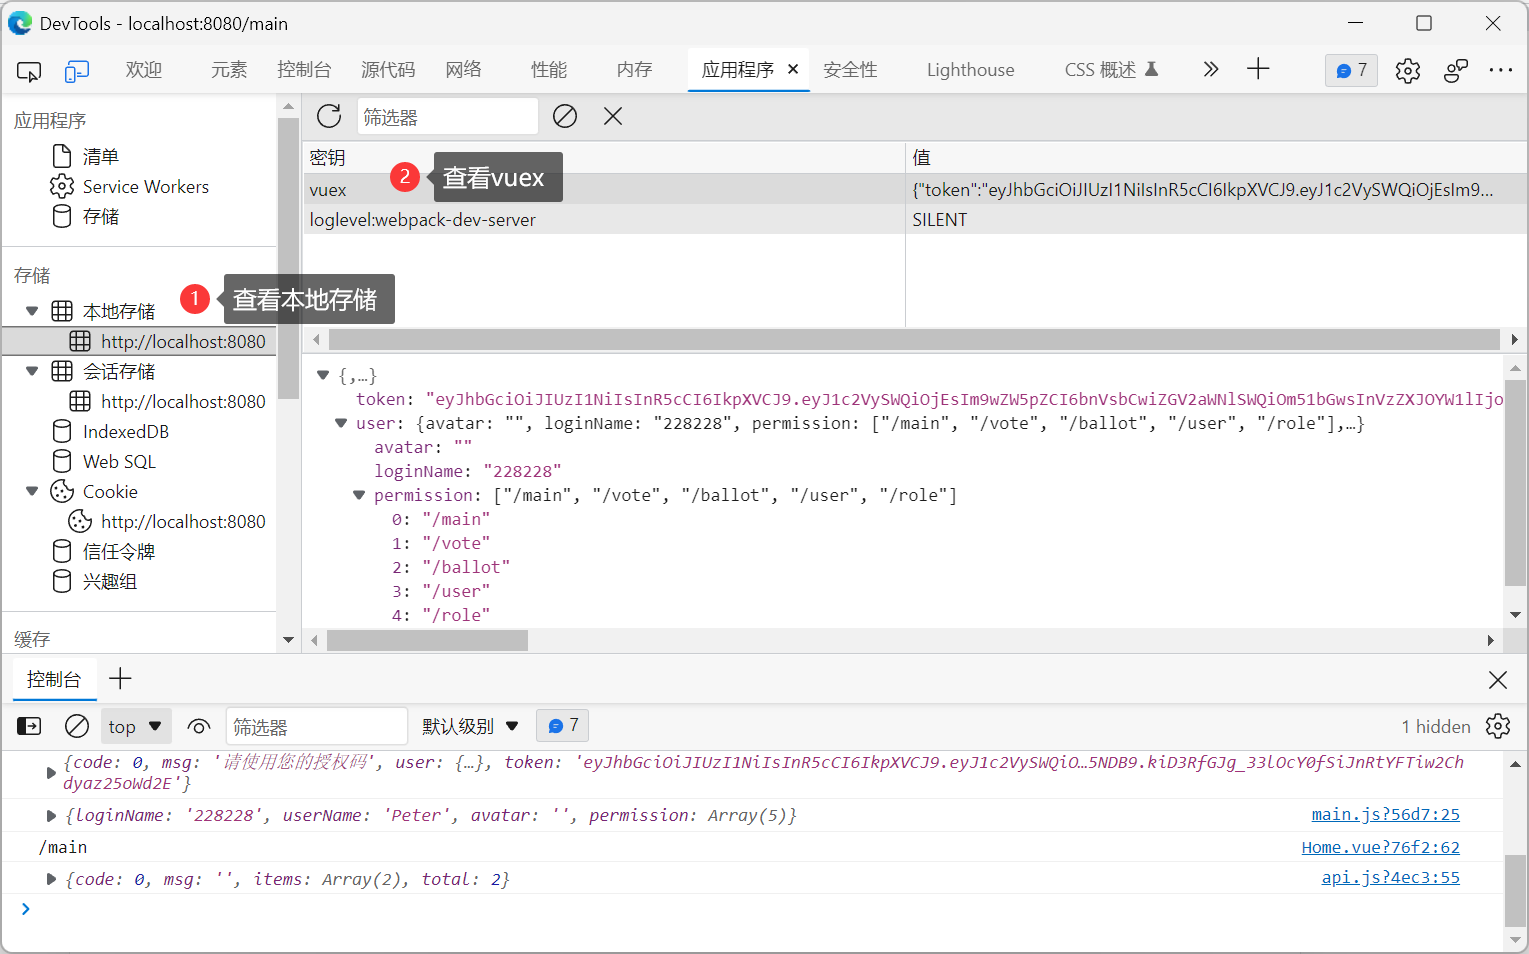 DevTools - localhost:8080/main
欢迎 元素 控制台 源代码 网络 性能 内存 应用程序 安全性 Lighthouse CSS 概述 7
应用程序
清单
Service Workers
存储
存储
本地存储
http://localhost:8080
会话存储
http://localhost:8080
IndexedDB
Web SQL
Cookie
http://localhost:8080
信任令牌
兴趣组
缓存
1 查看本地存储
筛选器
密钥 值
2 查看vuex
vuex {"token":"eyJhbGciOiJIUzI1NiIsInR5cCI6IkpXVCJ9.eyJ1c2VySWQiOjEsIm9...
loglevel:webpack-dev-server SILENT
{,…}
token: "eyJhbGciOiJIUzI1NiIsInR5cCI6IkpXVCJ9.eyJ1c2VySWQiOjEsIm9wZW5pZCI6bnVsbCwiZGV2aWNlSWQiOm51bGwsInVzZXJOYW1lIjo
user: {avatar: "", loginName: "228228", permission: ["/main", "/vote", "/ballot", "/user", "/role"],…}
avatar: ""
loginName: "228228"
permission: ["/main", "/vote", "/ballot", "/user", "/role"]
0: "/main"
1: "/vote"
2: "/ballot"
3: "/user"
4: "/role"
控制台
top 筛选器 默认级别 7 1 hidden
{code: 0, msg: '请使用您的授权码', user: {…}, token: 'eyJhbGciOiJIUzI1NiIsInR5cCI6IkpXVCJ9.eyJ1c2VySWQiO…5NDB9.kiD3RfGJg_33lOcY0fSiJnRtYFTiw2Ch
dyaz25oWd2E'}
{loginName: '228228', userName: 'Peter', avatar: '', permission: Array(5)} main.js?56d7:25
/main Home.vue?76f2:62
{code: 0, msg: '', items: Array(2), total: 2} api.js?4ec3:55